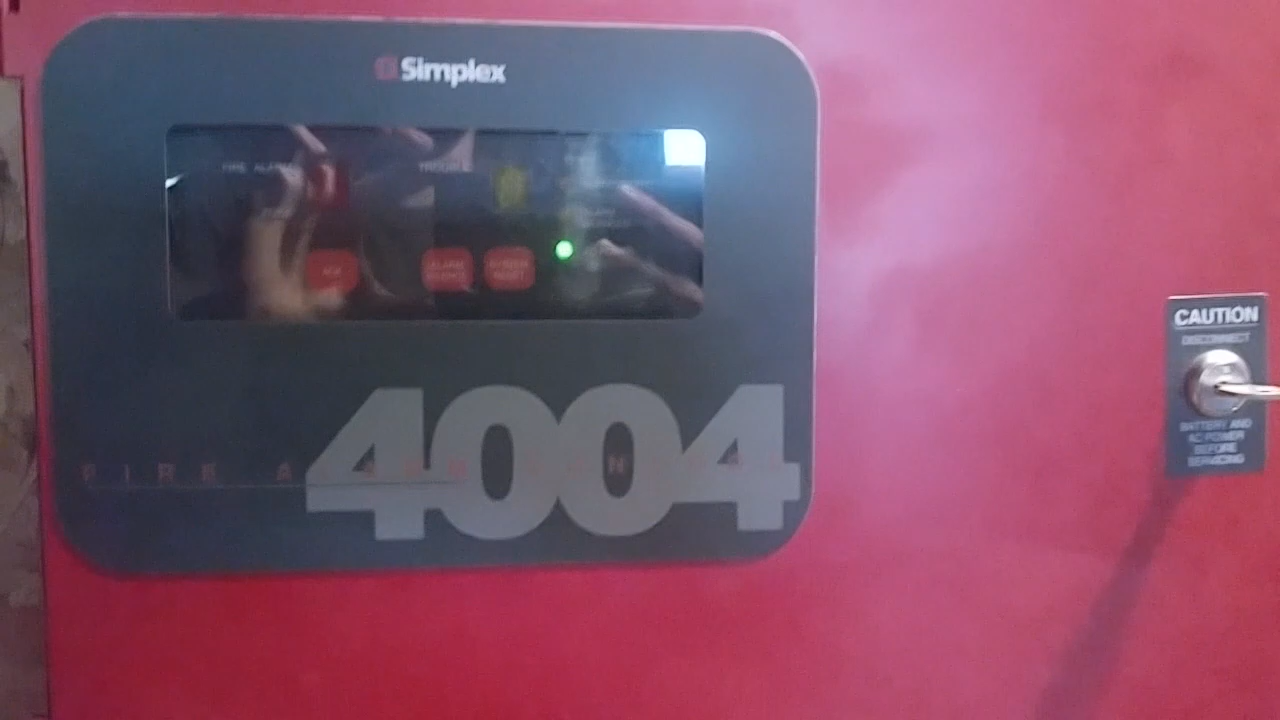 Simplex
FIRE ALARM
TROUBLE
ACK
ALARM
SILENCE
SYSTEM
RESET
4004
FIRE ALARM
CAUTION
DISCONNECT
BATTERY AND
AC POWER
BEFORE
SERVICING